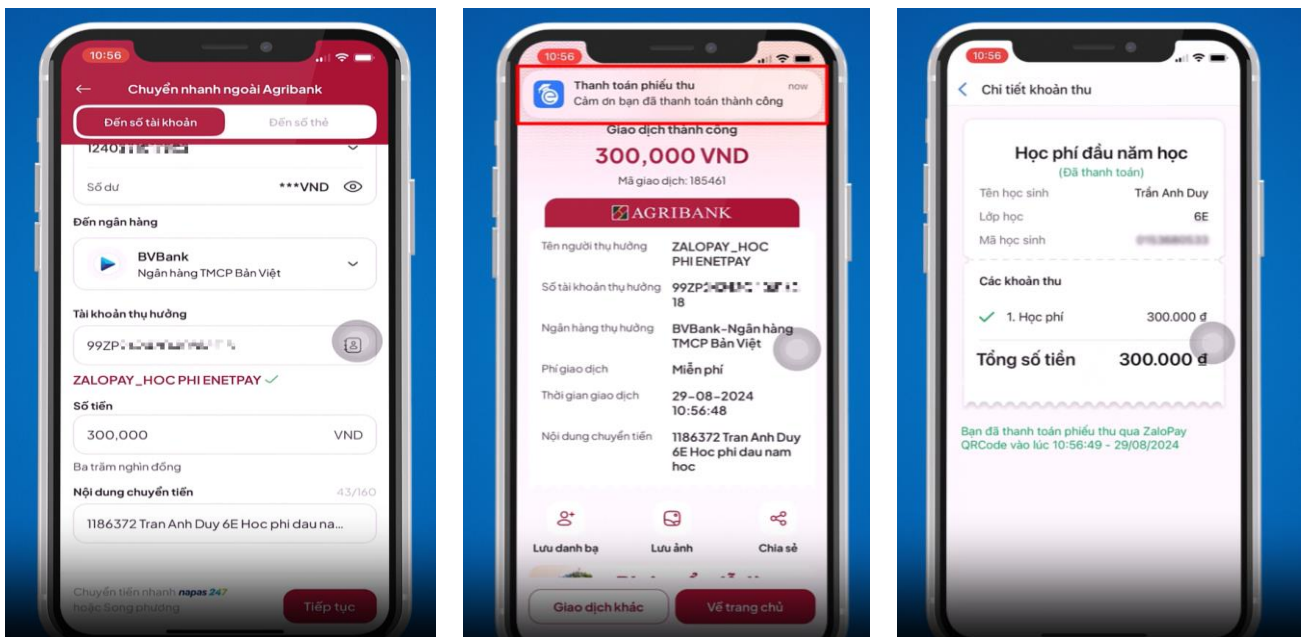 10:56
Chuyển nhanh ngoài Agribank
Đến số tài khoản
Đến số thẻ
Số dư
***VND
Đến ngân hàng
BVBank
Ngân hàng TMCP Bản Việt
Tài khoản thụ hưởng
99ZP
ZALOPAY_HOC PHI ENETPAY
Số tiền
300,000
VND
Ba trăm nghìn đồng
Nội dung chuyển tiền
43/160
1186372 Tran Anh Duy 6E Hoc phi dau na...
Chuyển tiền nhanh napas 247
hoặc Song phương
Tiếp tục
10:56
Thanh toán phiếu thu
now
Cảm ơn bạn đã thanh toán thành công
Giao dịch thành công
300,000 VND
Mã giao dịch: 185461
AGRIBANK
Tên người thụ hưởng
ZALOPAY_HOC
PHI ENETPAY
Số tài khoản thụ hưởng
99ZP
18
Ngân hàng thụ hưởng
BVBank-Ngân hàng
TMCP Bản Việt
Phí giao dịch
Miễn phí
Thời gian giao dịch
29-08-2024
10:56:48
Nội dung chuyển tiền
1186372 Tran Anh Duy
6E Hoc phi dau nam
hoc
Lưu danh bạ
Lưu ảnh
Chia sẻ
Giao dịch khác
Về trang chủ
10:56
Chi tiết khoản thu
Học phí đầu năm học
(Đã thanh toán)
Tên học sinh
Trần Anh Duy
Lớp học
6E
Mã học sinh
Các khoản thu
1. Học phí
300.000 đ
Tổng số tiền
300.000 đ
Bạn đã thanh toán phiếu thu qua ZaloPay
QRCode vào lúc 10:56:49 - 29/08/2024